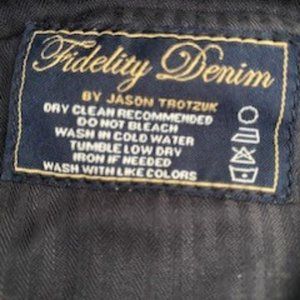 Fidelity Denim
BY JASON TROTZUK
DRY CLEAN RECOMMENDED
DO NOT BLEACH
WASH IN COLD WATER
TUMBLE LOW DRY
IRON IF NEEDED
WASH WITH LIKE COLORS